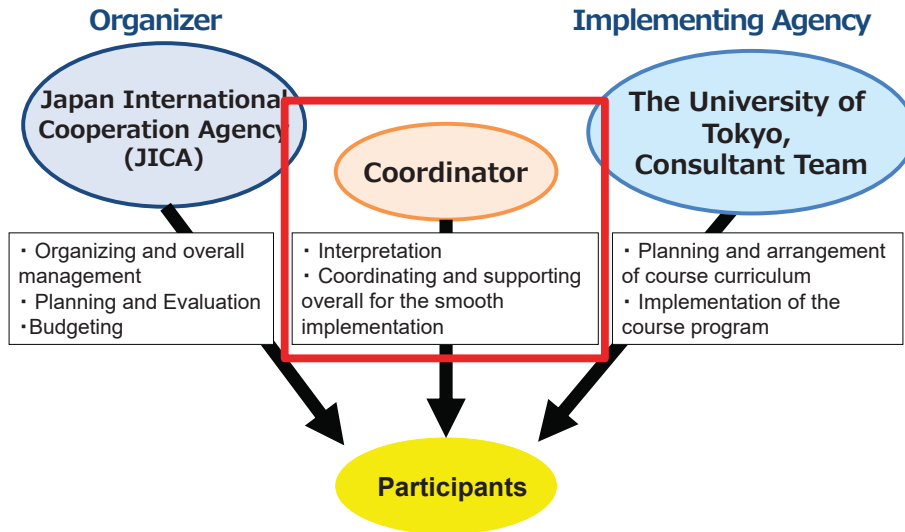 Organizer
Implementing Agency
Japan International
Cooperation Agency
(JICA)
Coordinator
The University of
Tokyo,
Consultant Team
・Organizing and overall
management
・Planning and Evaluation
・Budgeting
・Interpretation
・Coordinating and supporting
overall for the smooth
implementation
・Planning and arrangement
of course curriculum
・Implementation of the
course program
Participants